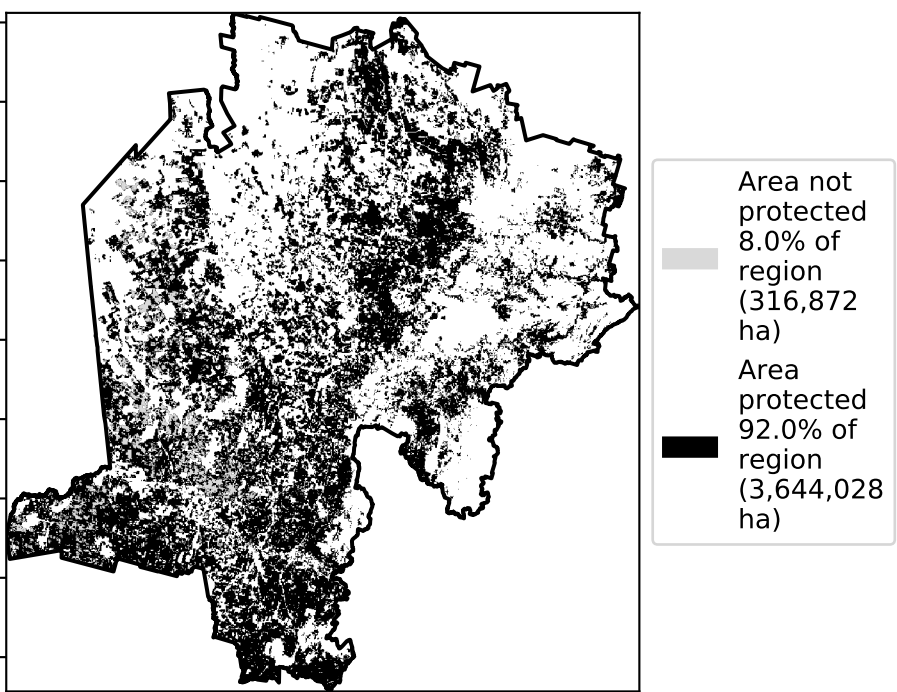 Area not
protected
8.0% of
region
(316,872
ha)
Area
protected
92.0% of
region
(3,644,028
ha)